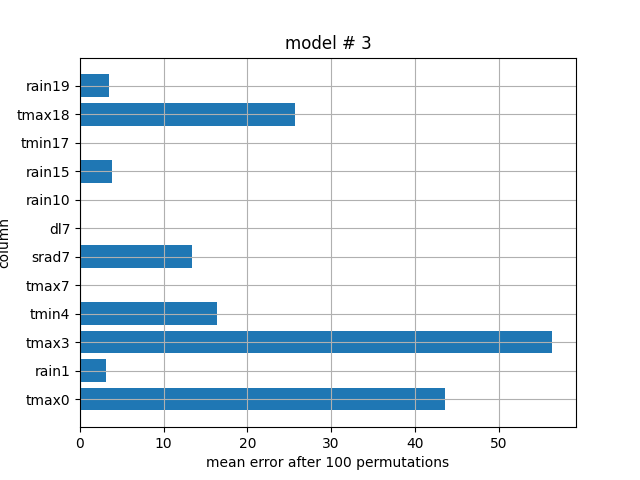 model # 3
rain19
tmax18
tmin17
rain15
rain10
dl7
srad7
tmax7
tmin4
tmax3
rain1
tmax0
column
0 10 20 30 40 50
mean error after 100 permutations